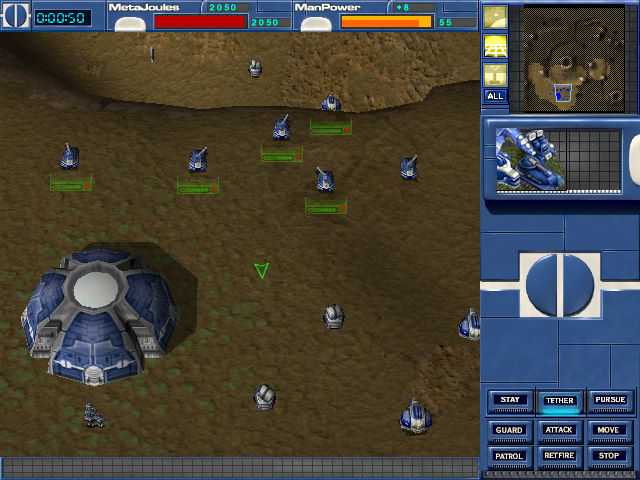 0:00:50 MetaJoules 2050 2050 ManPower +8 55
ALL
STAY TETHER PURSUE
GUARD ATTACK MOVE
PATROL RETFIRE STOP